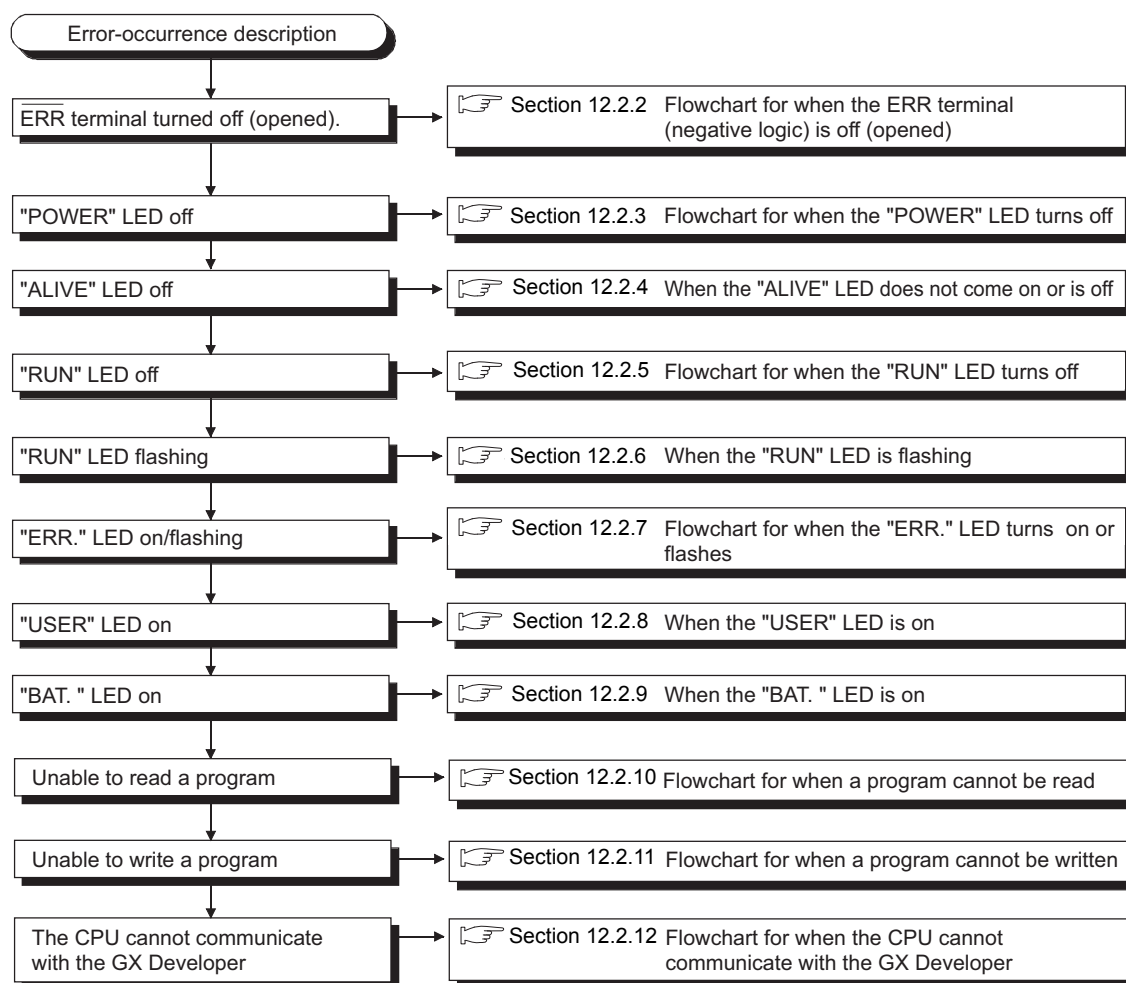 Error-occurrence description
ERR terminal turned off (opened).
Section 12.2.2 Flowchart for when the ERR terminal
(negative logic) is off (opened)
"POWER" LED off
Section 12.2.3 Flowchart for when the "POWER" LED turns off
"ALIVE" LED off
Section 12.2.4 When the "ALIVE" LED does not come on or is off
"RUN" LED off
Section 12.2.5 Flowchart for when the "RUN" LED turns off
"RUN" LED flashing
Section 12.2.6 When the "RUN" LED is flashing
"ERR." LED on/flashing
Section 12.2.7 Flowchart for when the "ERR." LED turns on or
flashes
"USER" LED on
Section 12.2.8 When the "USER" LED is on
"BAT. " LED on
Section 12.2.9 When the "BAT. " LED is on
Unable to read a program
Section 12.2.10 Flowchart for when a program cannot be read
Unable to write a program
Section 12.2.11 Flowchart for when a program cannot be written
The CPU cannot communicate
with the GX Developer
Section 12.2.12 Flowchart for when the CPU cannot
communicate with the GX Developer